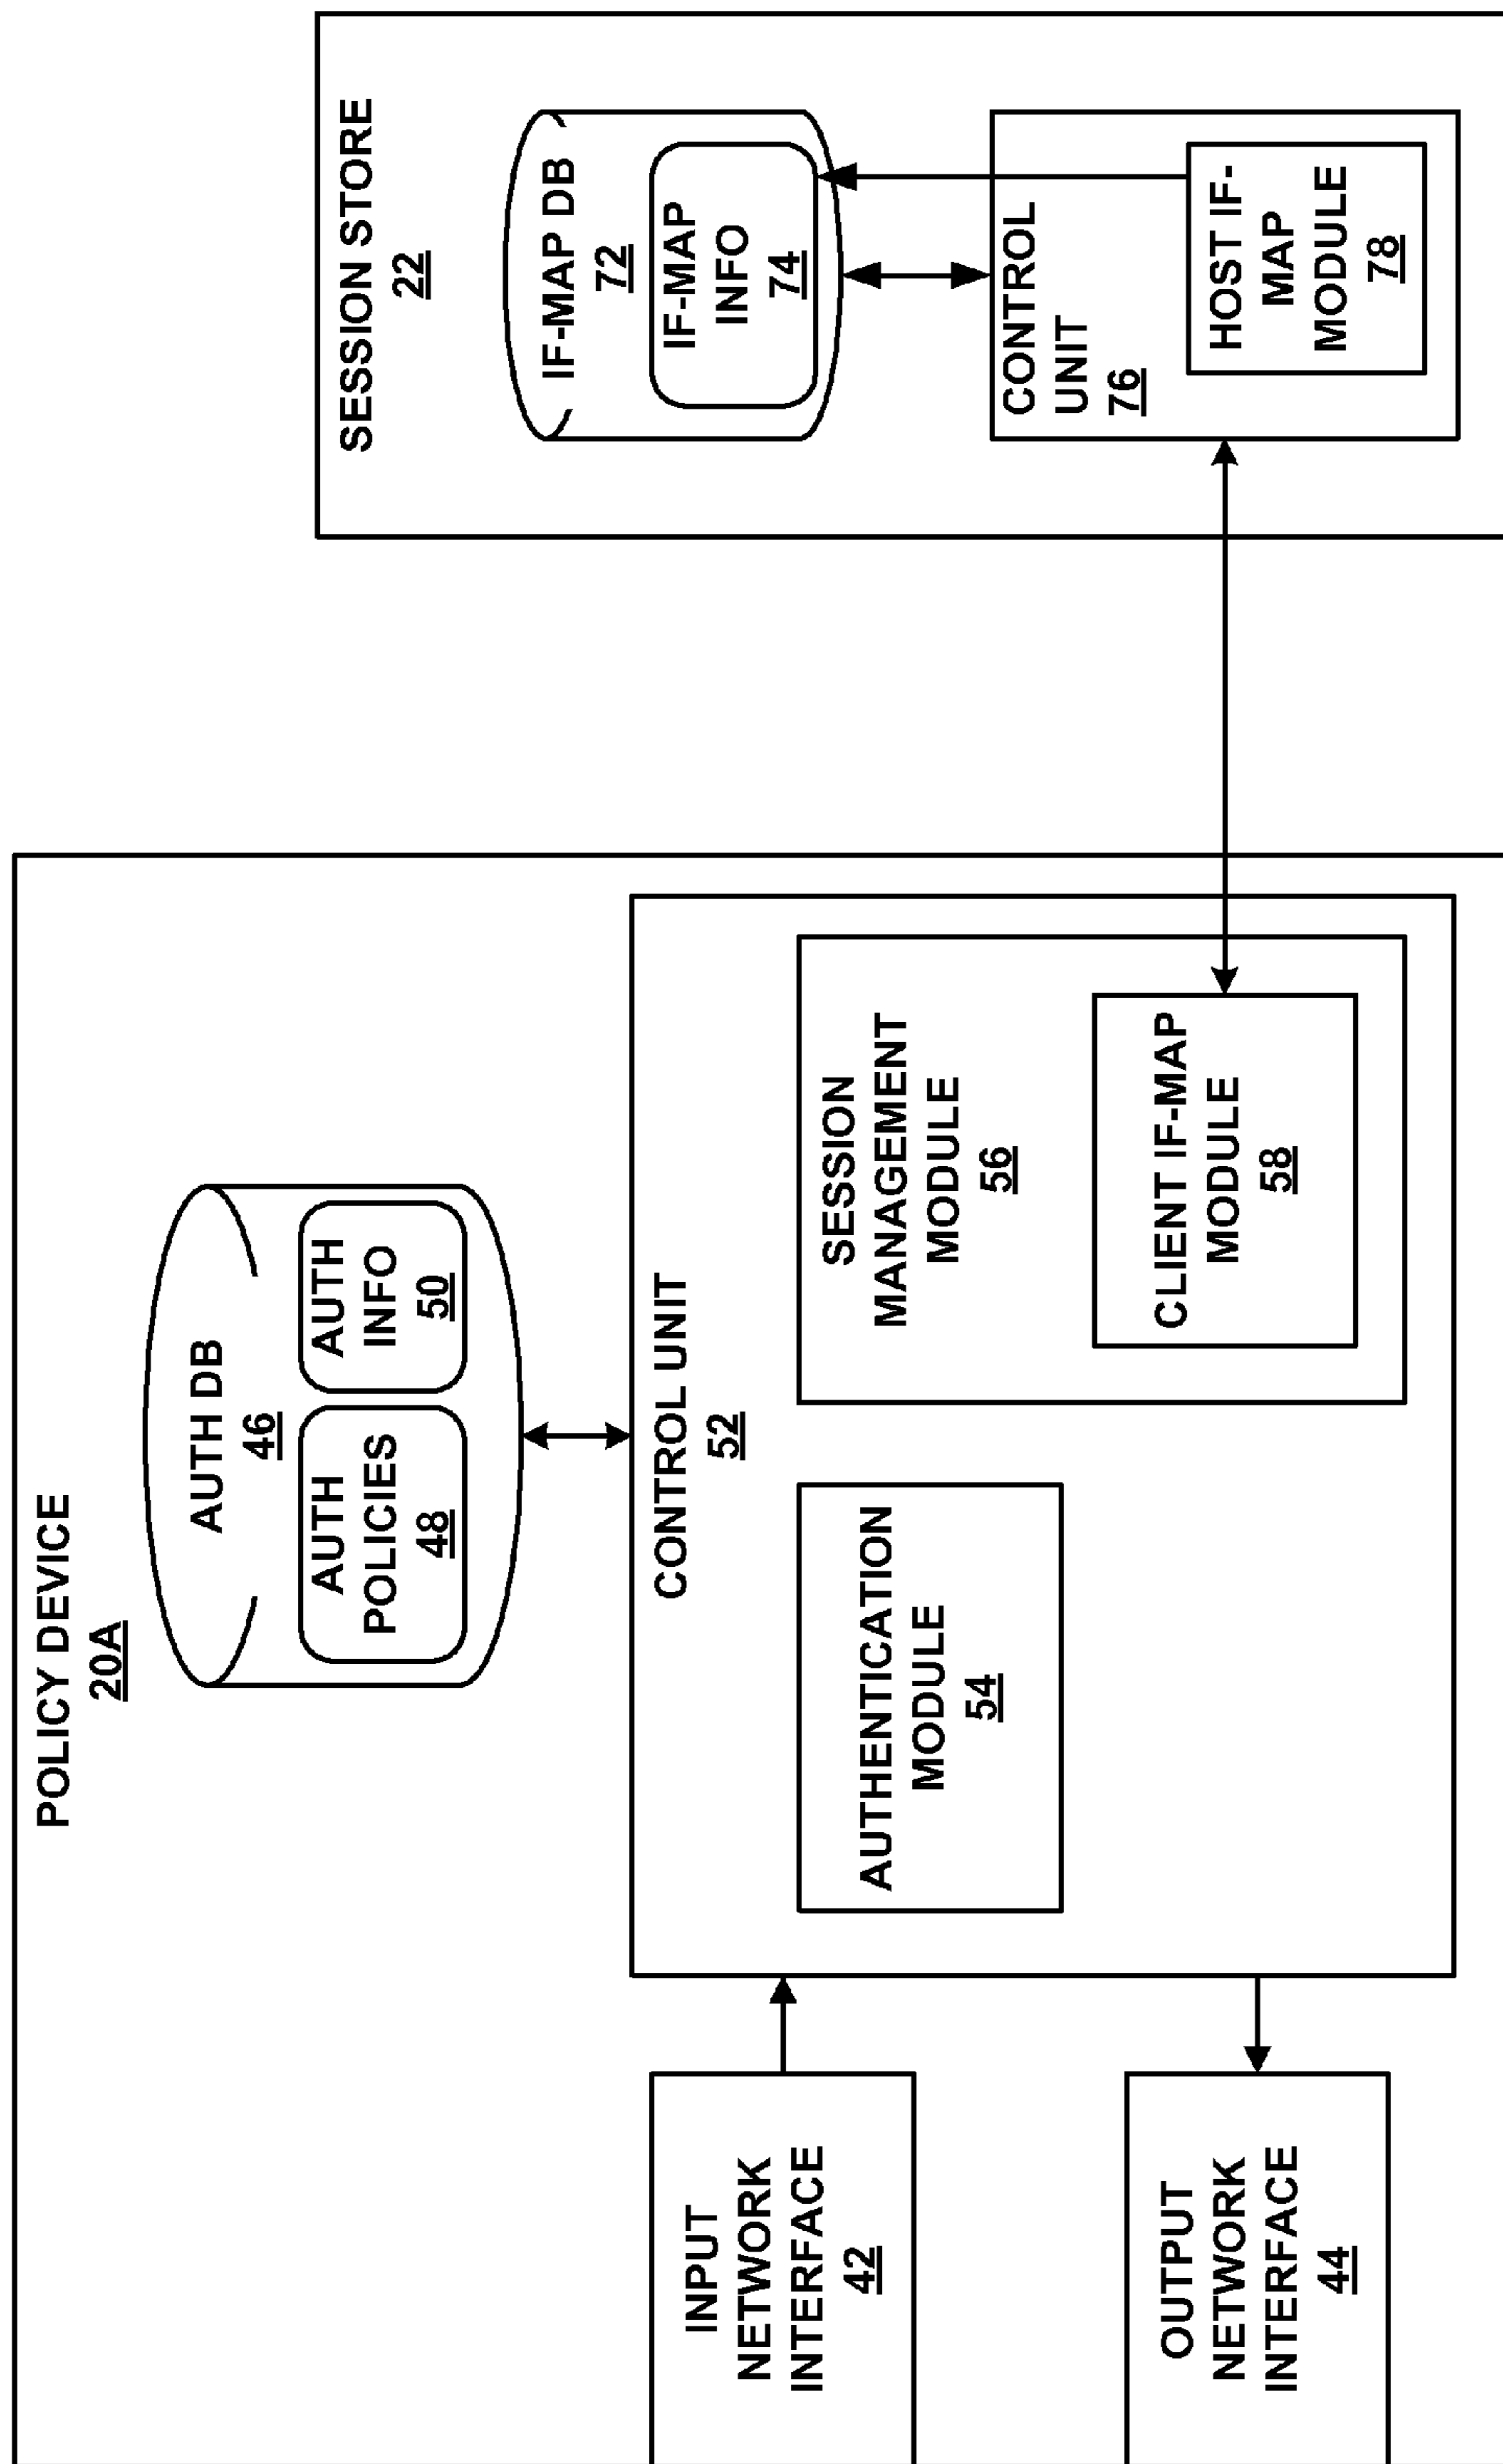 POLICY DEVICE
20A
AUTH DB
46
AUTH
POLICIES
48
AUTH
INFO
50
CONTROL UNIT
52
AUTHENTICATION
MODULE
54
SESSION
MANAGEMENT
MODULE
56
CLIENT IF-MAP
MODULE
58
INPUT
NETWORK
INTERFACE
42
OUTPUT
NETWORK
INTERFACE
44
SESSION STORE
22
IF-MAP DB
72
IF-MAP
INFO
74
CONTROL
UNIT
76
HOST IF-
MAP
MODULE
78